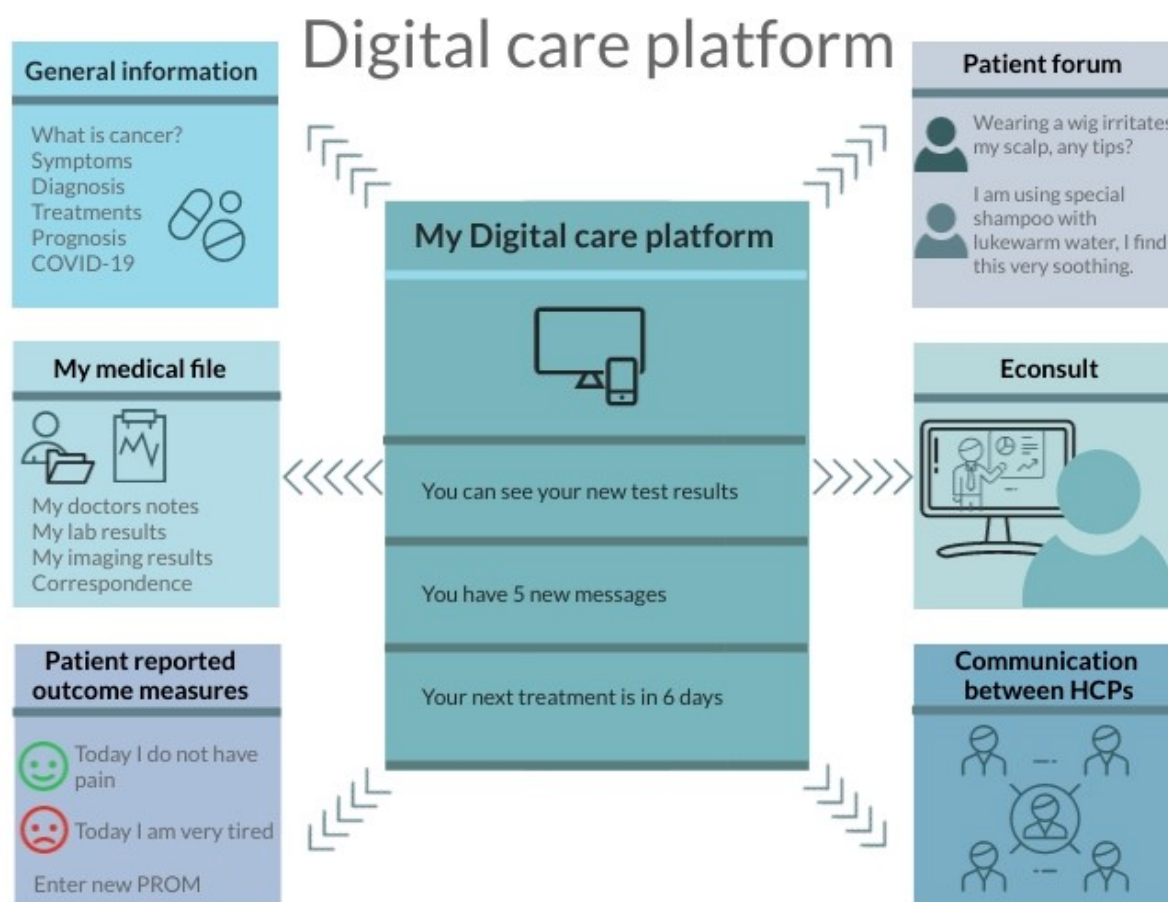 Digital care platform
General information
What is cancer?
Symptoms
Diagnosis
Treatments
Prognosis
COVID-19
My medical file
My doctors notes
My lab results
My imaging results
Correspondence
Patient reported
outcome measures
Today I do not have
pain
Today I am very tired
Enter new PROM
My Digital care platform
You can see your new test results
You have 5 new messages
Your next treatment is in 6 days
Patient forum
Wearing a wig irritates
my scalp, any tips?
I am using special
shampoo with
lukewarm water, I find
this very soothing.
Econsult
Communication
between HCPs